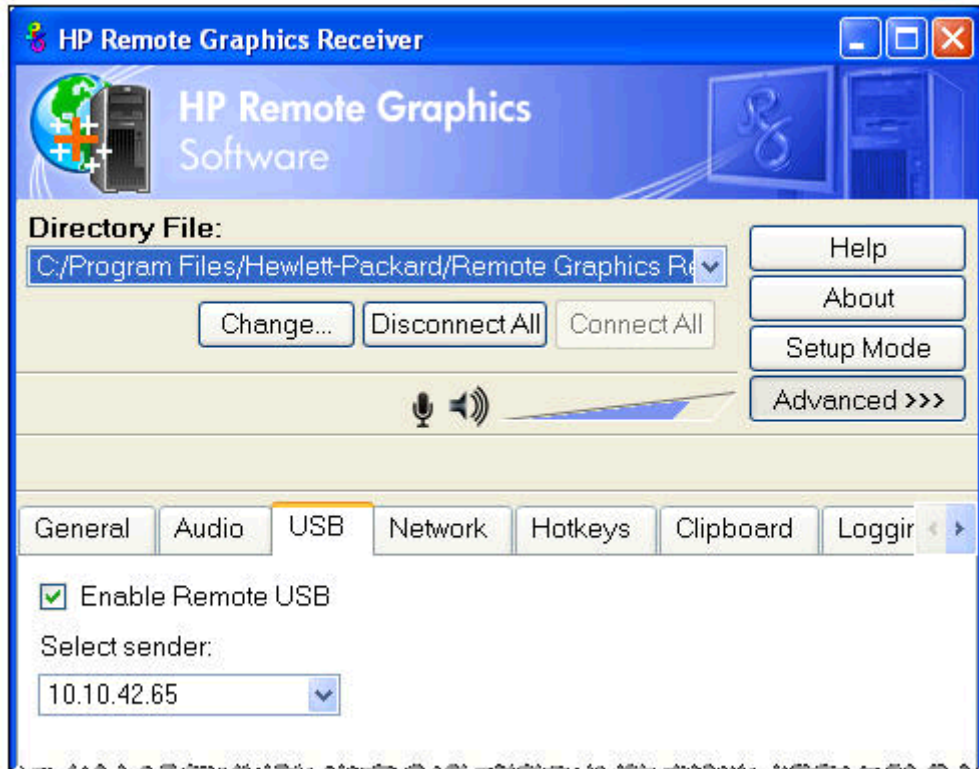 HP Remote Graphics Receiver
HP Remote Graphics
Software
Directory File:
C:/Program Files/Hewlett-Packard/Remote Graphics Re
Help
About
Change...
Disconnect All
Connect All
Setup Mode
Advanced >>>
General
Audio
USB
Network
Hotkeys
Clipboard
Loggin
Enable Remote USB
Select sender:
10.10.42.65